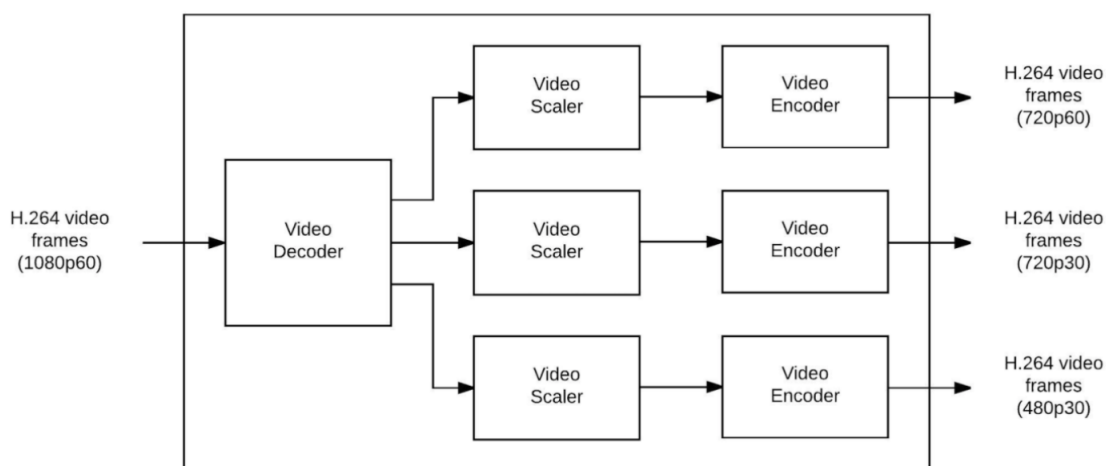 H.264 video
frames
(1080p60)
Video
Decoder
Video
Scaler
Video
Encoder
H.264 video
frames
(720p60)
Video
Scaler
Video
Encoder
H.264 video
frames
(720p30)
Video
Scaler
Video
Encoder
H.264 video
frames
(480p30)